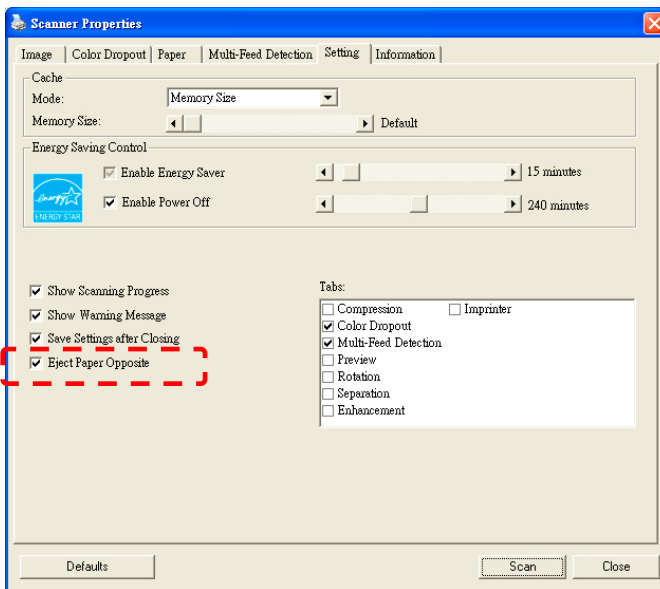 Scanner Properties
Image Color Dropout Paper Multi-Feed Detection Setting Information
Cache
Mode: Memory Size
Memory Size: Default
Energy Saving Control
Enable Energy Saver 15 minutes
energy
ENERGY STAR
Enable Power Off 240 minutes
Show Scanning Progress
Show Warning Message
Save Settings after Closing
Eject Paper Opposite
Tabs:
Compression Imprinter
Color Dropout
Multi-Feed Detection
Preview
Rotation
Separation
Enhancement
Defaults Scan Close